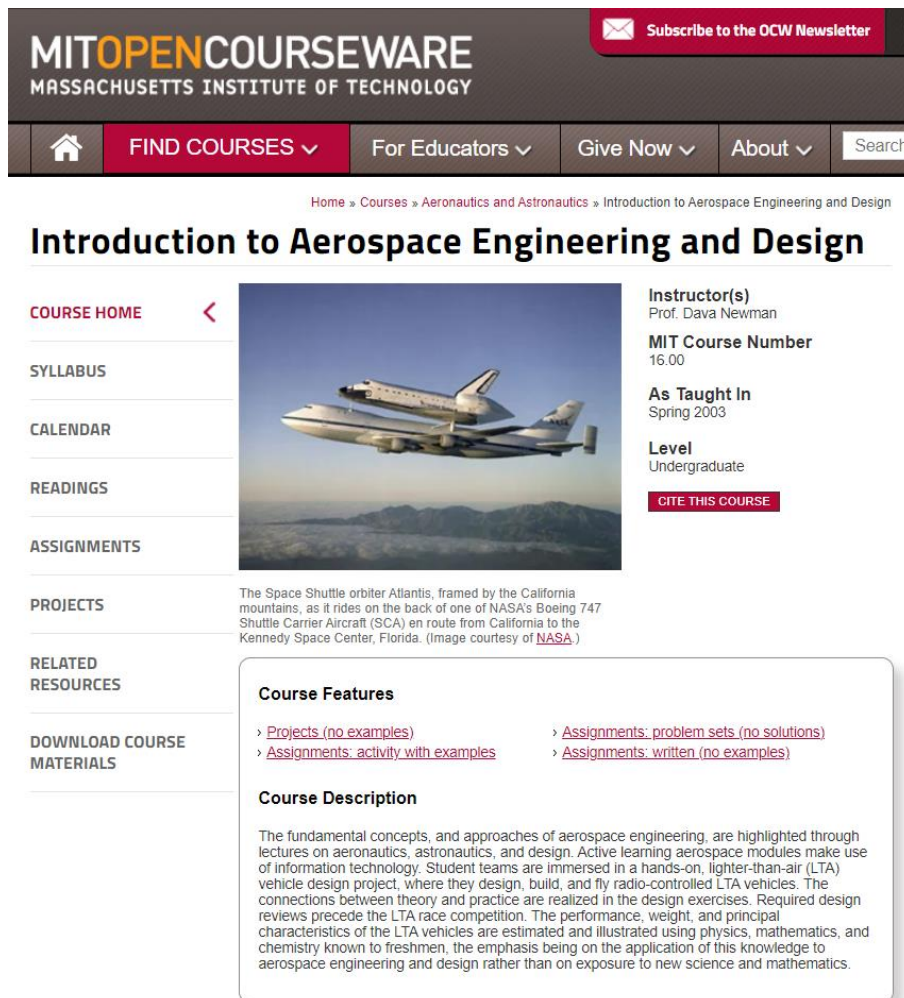 Subscribe to the OCW Newsletter
MITOPENCOURSEWARE
MASSACHUSETTS INSTITUTE OF TECHNOLOGY
FIND COURSES
For Educators
Give Now
About
Search
Home » Courses » Aeronautics and Astronautics » Introduction to Aerospace Engineering and Design
Introduction to Aerospace Engineering and Design
COURSE HOME
SYLLABUS
CALENDAR
READINGS
ASSIGNMENTS
PROJECTS
RELATED
RESOURCES
DOWNLOAD COURSE
MATERIALS
The Space Shuttle orbiter Atlantis, framed by the California
mountains, as it rides on the back of one of NASA's Boeing 747
Shuttle Carrier Aircraft (SCA) en route from California to the
Kennedy Space Center, Florida. (Image courtesy of NASA.)
Instructor(s)
Prof. Dava Newman
MIT Course Number
16.00
As Taught In
Spring 2003
Level
Undergraduate
CITE THIS COURSE
Course Features
› Projects (no examples)
› Assignments: activity with examples
› Assignments: problem sets (no solutions)
› Assignments: written (no examples)
Course Description
The fundamental concepts, and approaches of aerospace engineering, are highlighted through
lectures on aeronautics, astronautics, and design. Active learning aerospace modules make use
of information technology. Student teams are immersed in a hands-on, lighter-than-air (LTA)
vehicle design project, where they design, build, and fly radio-controlled LTA vehicles. The
connections between theory and practice are realized in the design exercises. Required design
reviews precede the LTA race competition. The performance, weight, and principal
characteristics of the LTA vehicles are estimated and illustrated using physics, mathematics, and
chemistry known to freshmen, the emphasis being on the application of this knowledge to
aerospace engineering and design rather than on exposure to new science and mathematics.